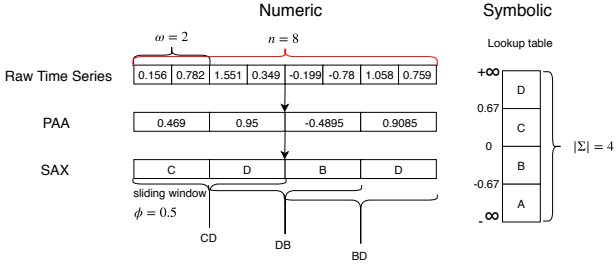 Numeric
Symbolic
ω = 2
n = 8
Lookup table
Raw Time Series
0.156 0.782 1.551 0.349 -0.199 -0.78 1.058 0.759
PAA
0.469 0.95 -0.4895 0.9085
SAX
C D B D
sliding window
ϕ = 0.5
CD
DB
BD
+∞
D
0.67
C
0
B
-0.67
A
-∞
|Σ| = 4